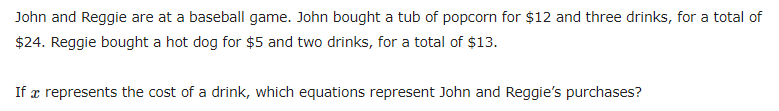 John and Reggie are at a baseball game. John bought a tub of popcorn for $12 and three drinks, for a total of
$24. Reggie bought a hot dog for $5 and two drinks, for a total of $13.
If x represents the cost of a drink, which equations represent John and Reggie’s purchases?